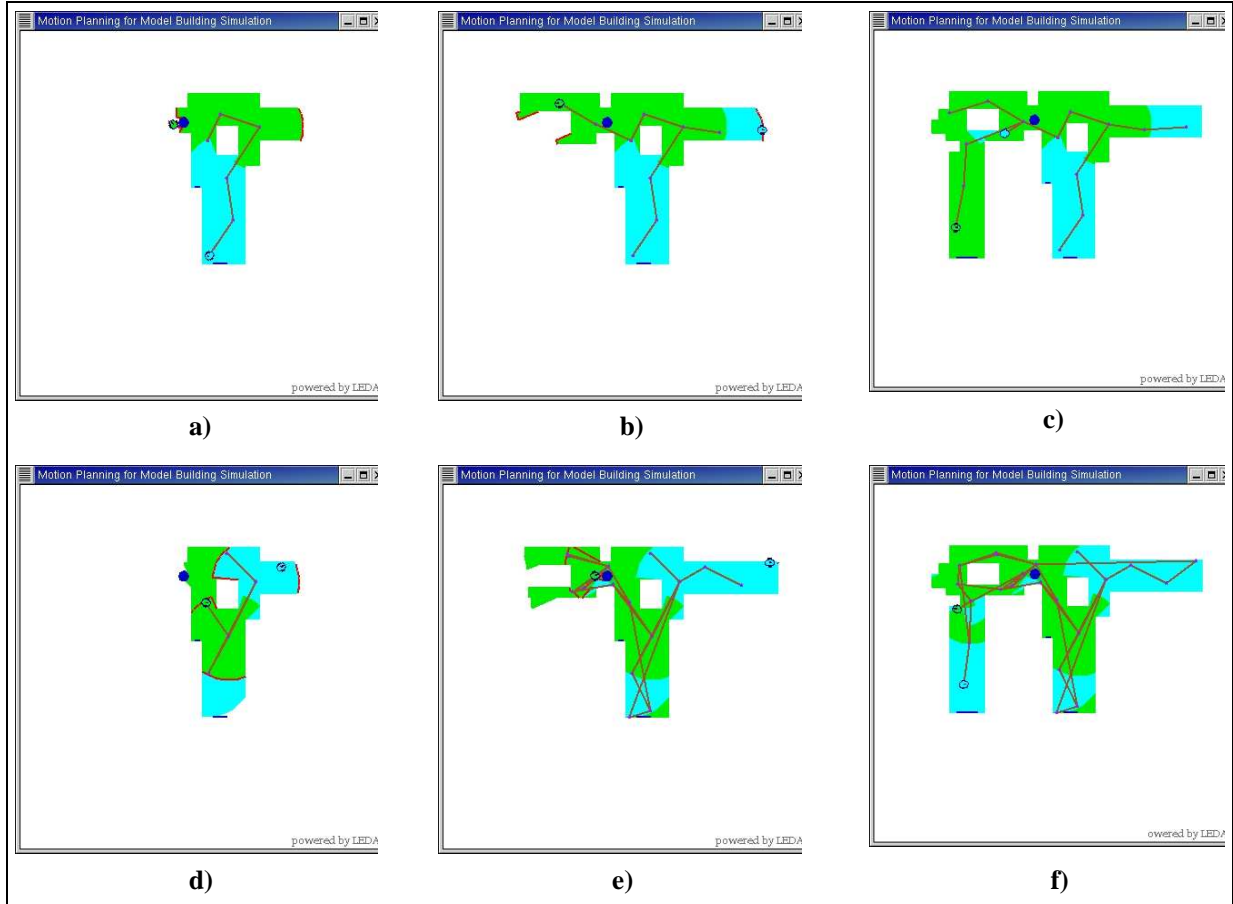 Motion Planning for Model Building Simulation
Motion Planning for Model Building Simulation
Motion Planning for Model Building Simulation
powered by LEDA
powered by LEDA
powered by LEDA
a)
b)
c)
Motion Planning for Model Building Simulation
Motion Planning for Model Building Simulation
Motion Planning for Model Building Simulation
powered by LEDA
powered by LEDA
owered by LEDA
d)
e)
f)